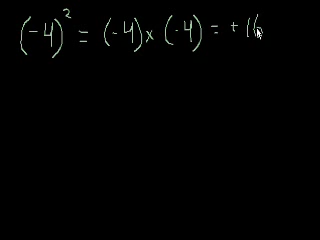 (-4)² = (-4) x (-4) = + 16